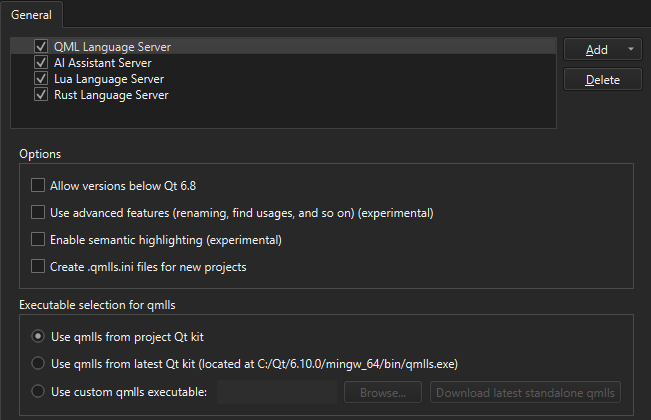 General
QML Language Server
AI Assistant Server
Lua Language Server
Rust Language Server
Add
Delete
Options
Allow versions below Qt 6.8
Use advanced features (renaming, find usages, and so on) (experimental)
Enable semantic highlighting (experimental)
Create .qmlls.ini files for new projects
Executable selection for qmlls
Use qmlls from project Qt kit
Use qmlls from latest Qt kit (located at C:/Qt/6.10.0/mingw_64/bin/qmlls.exe)
Use custom qmlls executable:
Browse...
Download latest standalone qmlls